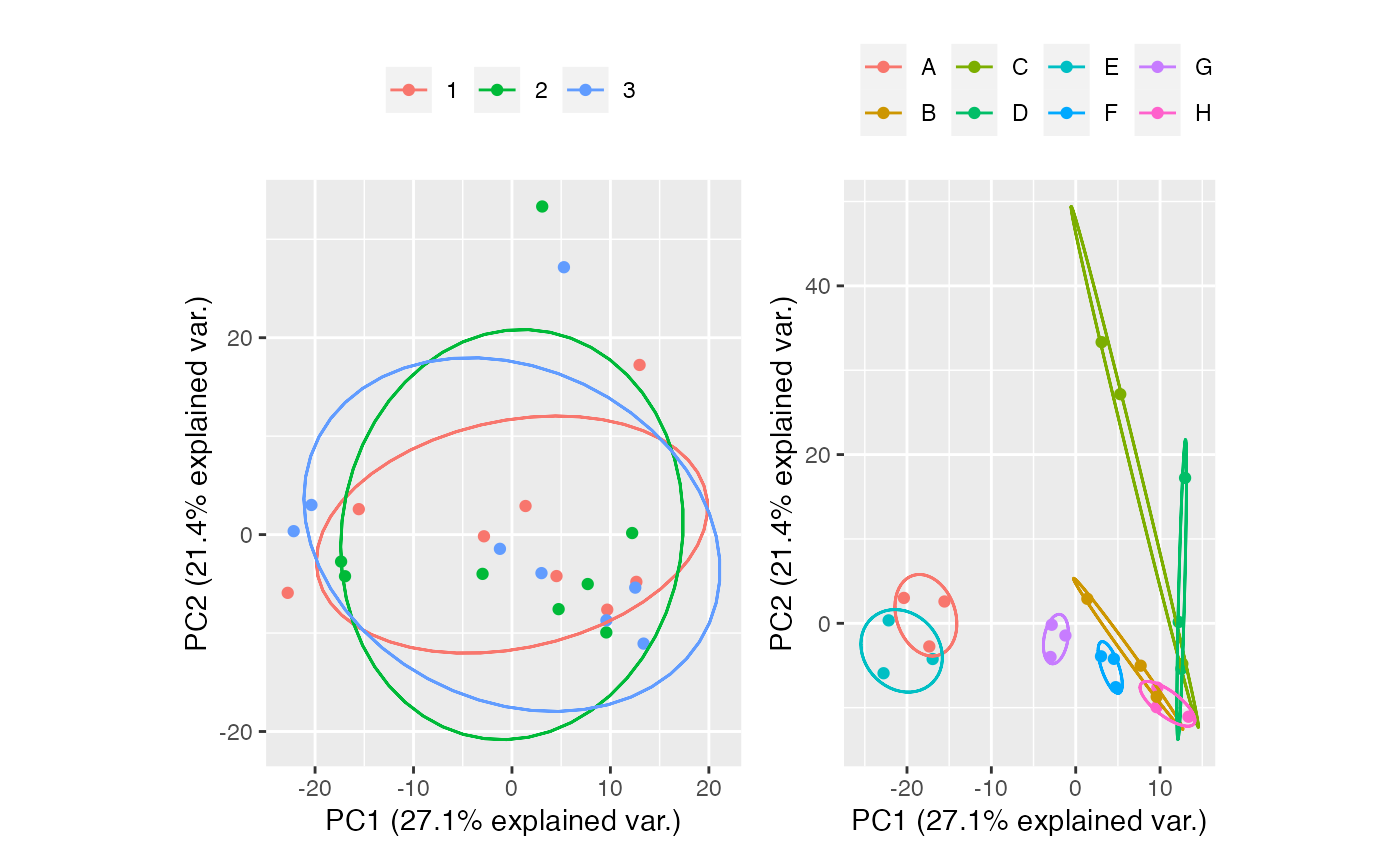 1 2 3
A C E G
B D F H
PC2 (21.4% explained var.)
20
0
-20
-20 -10 0 10 20
PC1 (27.1% explained var.)
PC2 (21.4% explained var.)
40
20
0
-20 -10 0 10
PC1 (27.1% explained var.)